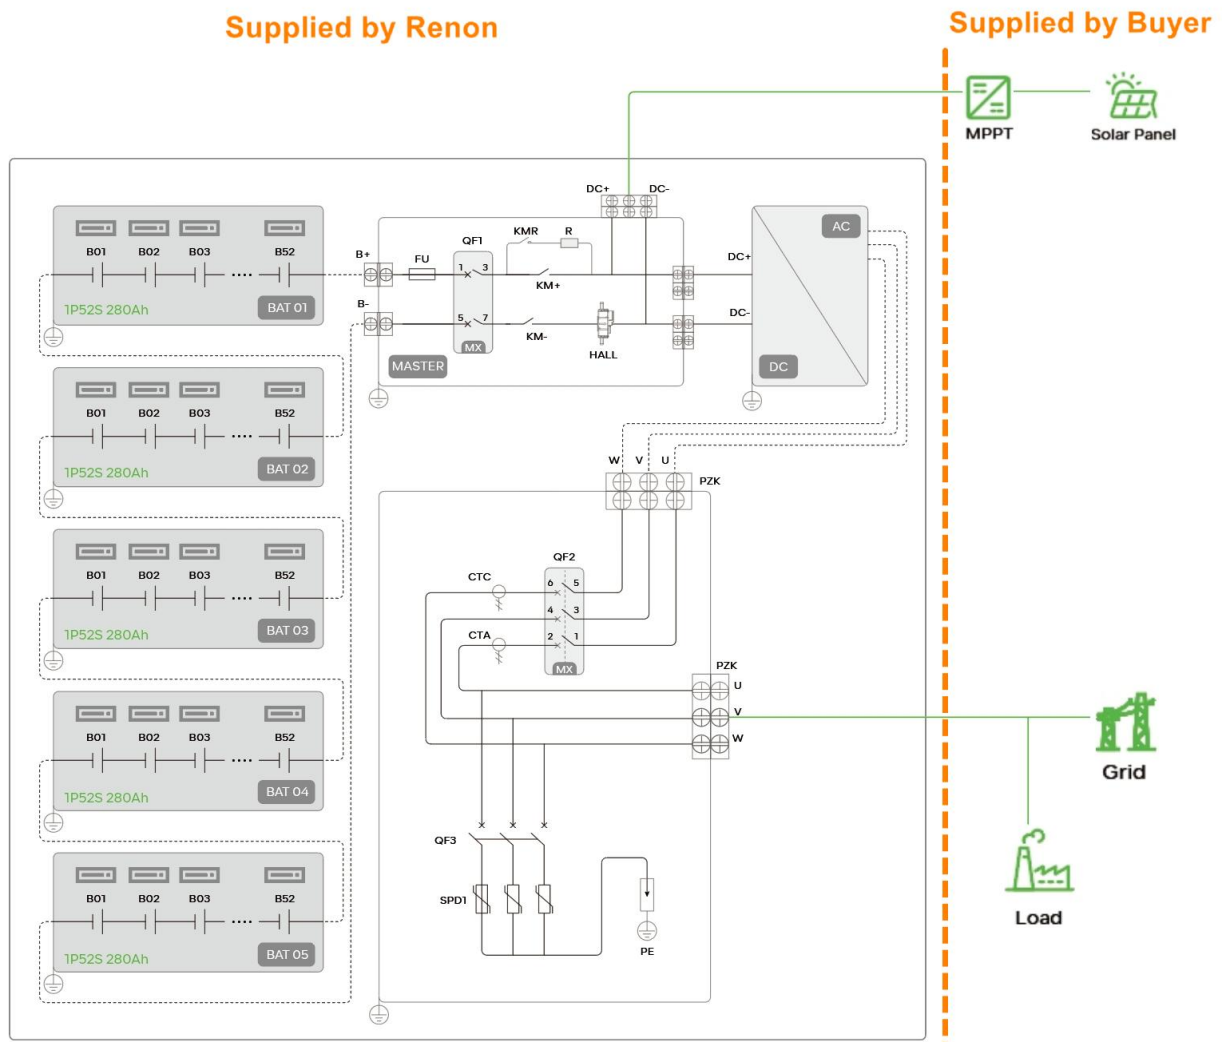 Supplied by Renon
Supplied by Buyer
MPPT
Solar Panel
DC+
DC-
B01
B02
B03
B52
1P52S 280Ah
BAT 01
B+
B-
FU
QF1
1
3
5
7
MX
KMR
R
KM+
KM-
HALL
MASTER
DC+
DC-
AC
DC
B01
B02
B03
B52
1P52S 280Ah
BAT 02
W
V
U
PZK
B01
B02
B03
B52
1P52S 280Ah
BAT 03
QF2
CTC
CTA
6
5
4
3
2
1
MX
PZK
U
V
W
B01
B02
B03
B52
1P52S 280Ah
BAT 04
Grid
QF3
SPD1
PE
Load
B01
B02
B03
B52
1P52S 280Ah
BAT 05